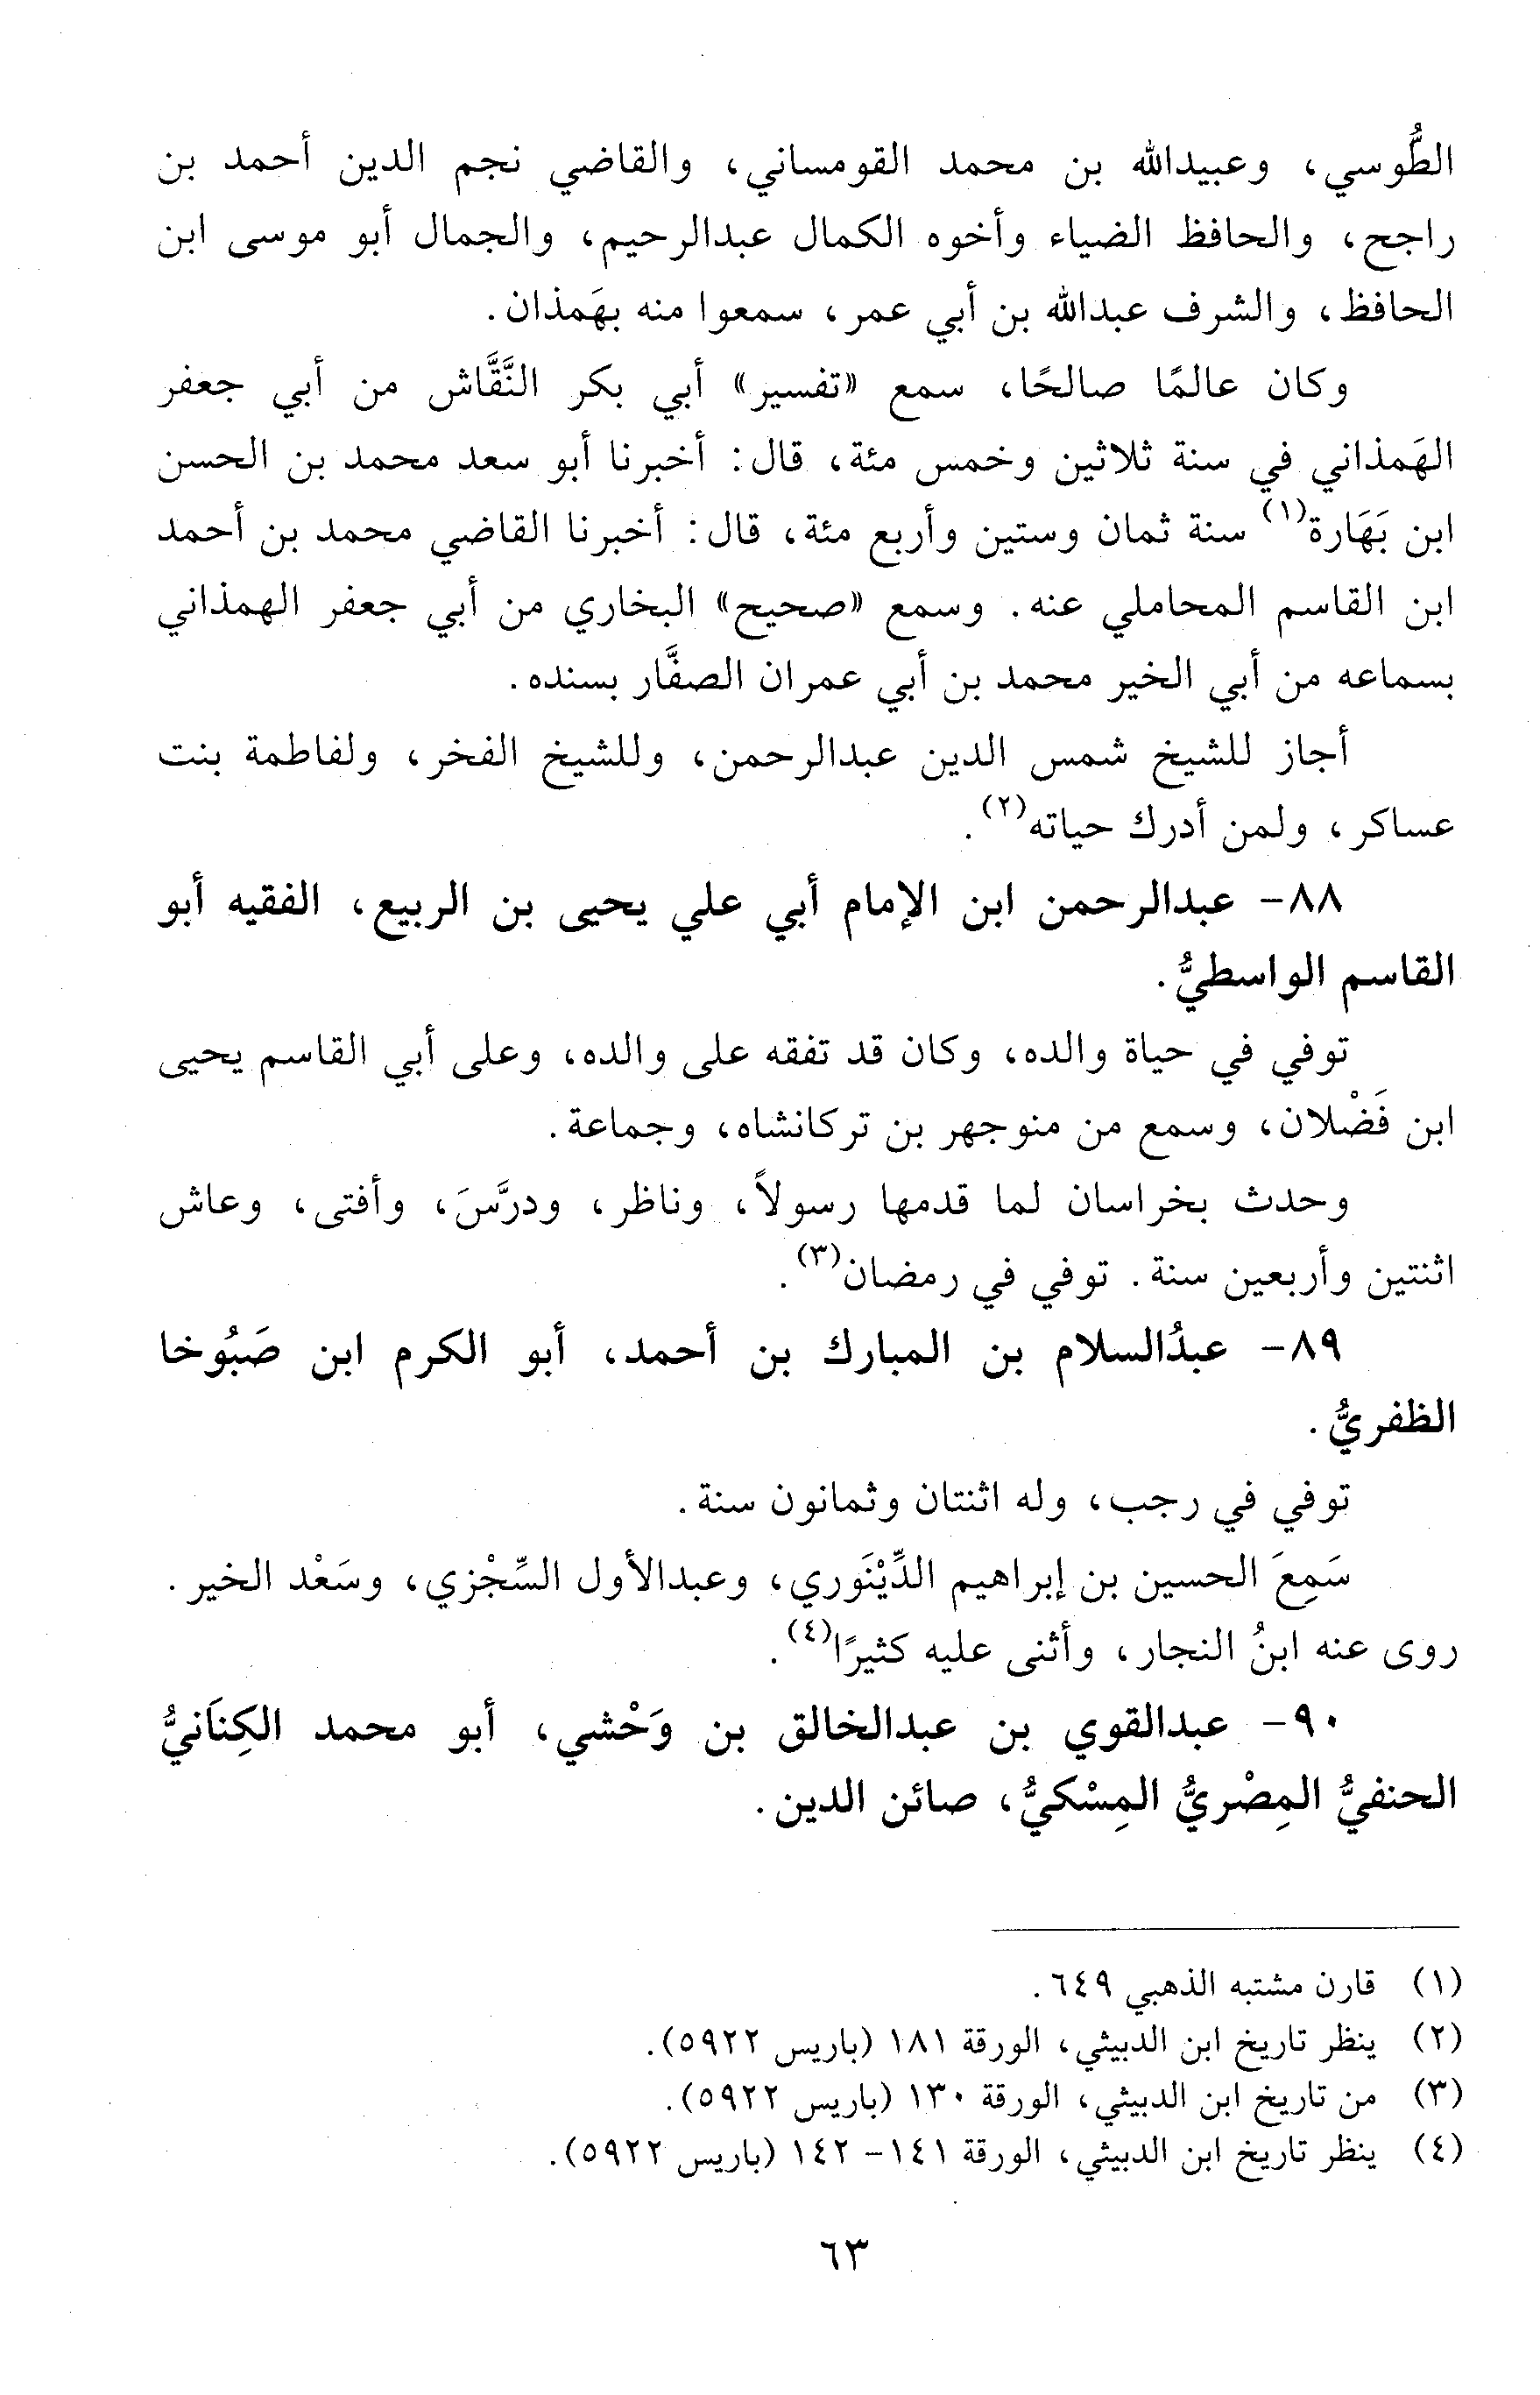 الطُّوسي، وعبيدالله بن محمد القومساني، والقاضي نجم الدين أحمد بن
راجح، والحافظ الضياء وأخوه الكمال عبدالرحيم، والجمال أبو موسى ابن
الحافظ، والشرف عبدالله بن أبي عمر، سمعوا منه بهَمذان.
وكان عالمًا صالحًا، سمع «تفسير» أبي بكر النَّقَّاش من أبي جعفر
الهَمذاني في سنة ثلاثين وخمس مئة، قال: أخبرنا أبو سعد محمد بن الحسن
ابن بَهَارة(١) سنة ثمان وستين وأربع مئة، قال: أخبرنا القاضي محمد بن أحمد
ابن القاسم المحاملي عنه. وسمع «صحيح» البخاري من أبي جعفر الهمذاني
بسماعه من أبي الخير محمد بن أبي عمران الصفَّار بسنده.
أجاز للشيخ شمس الدين عبدالرحمن، وللشيخ الفخر، ولفاطمة بنت
عساكر، ولمن أدرك حياته(٢).
٨٨- عبدالرحمن ابن الإمام أبي علي يحيى بن الربيع، الفقيه أبو
القاسم الواسطيُّ.
توفي في حياة والده، وكان قد تفقه على والده، وعلى أبي القاسم يحيى
ابن فَضْلان، وسمع من منوجهر بن تركانشاه، وجماعة.
وحدث بخراسان لما قدمها رسولاً، وناظر، ودرَّسَ، وأفتى، وعاش
اثنتين وأربعين سنة. توفي في رمضان(٣).
٨٩- عبدُالسلام بن المبارك بن أحمد، أبو الكرم ابن صَبُوخا
الظفريُّ.
توفي في رجب، وله اثنتان وثمانون سنة.
سَمِعَ الحسين بن إبراهيم الدِّيْنَوري، وعبدالأول السِّجْزي، وسَعْد الخير.
روى عنه ابنُ النجار، وأثنى عليه كثيرًا(٤).
٩٠- عبدالقوي بن عبدالخالق بن وَحْشي، أبو محمد الكِنَانيُّ
الحنفيُّ المِصْريُّ المِسْكيُّ، صائن الدين.
(١) قارن مشتبه الذهبي ٦٤٩.
(٢) ينظر تاريخ ابن الدبيثي، الورقة ١٨١ (باريس ٥٩٢٢).
(٣) من تاريخ ابن الدبيثي، الورقة ١٣٠ (باريس ٥٩٢٢).
(٤) ينظر تاريخ ابن الدبيثي، الورقة ١٤١- ١٤٢ (باريس ٥٩٢٢).
٦٣